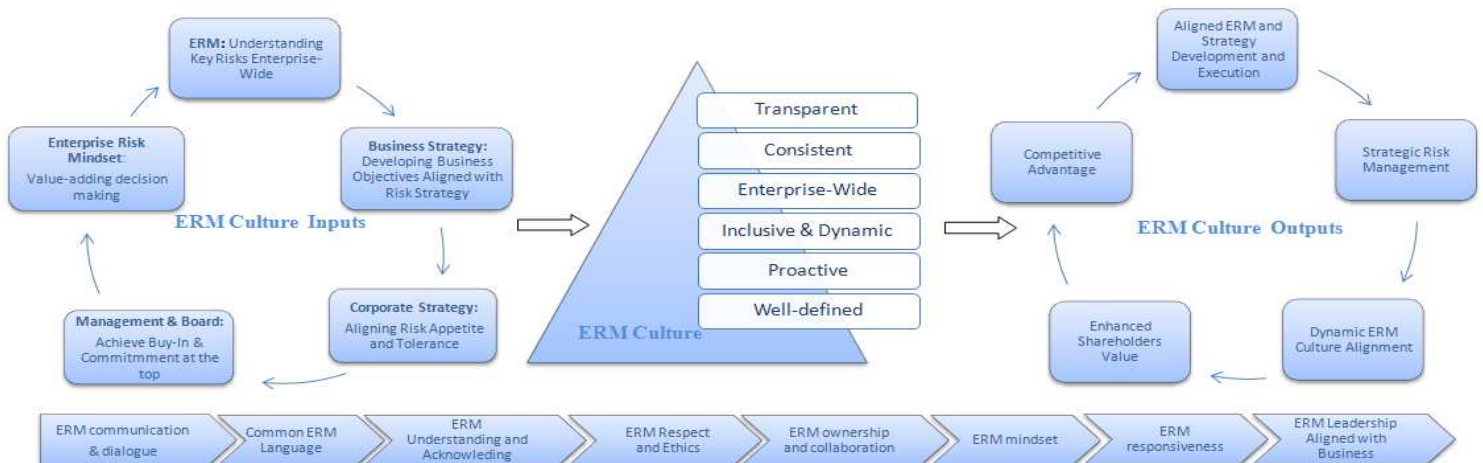 ERM: Understanding
Key Risks Enterprise-
Wide
Enterprise Risk
Mindset:
Value-adding decision
making
Business Strategy:
Developing Business
Objectives Aligned with
Risk Strategy
ERM Culture Inputs
Management & Board:
Achieve Buy-In &
Commitmment at the
top
Corporate Strategy:
Aligning Risk Appetite
and Tolerance
Transparent
Consistent
Enterprise-Wide
Inclusive & Dynamic
Proactive
Well-defined
ERM Culture
Aligned ERM and
Strategy
Development and
Execution
Competitive
Advantage
Strategic Risk
Management
ERM Culture Outputs
Enhanced
Shareholders
Value
Dynamic ERM
Culture Alignment
ERM communication
& dialogue
Common ERM
Language
ERM
Understanding and
Acknowleding
ERM Respect
and Ethics
ERM ownership
and collaboration
ERM mindset
ERM
responsiveness
ERM Leadership
Aligned with
Business